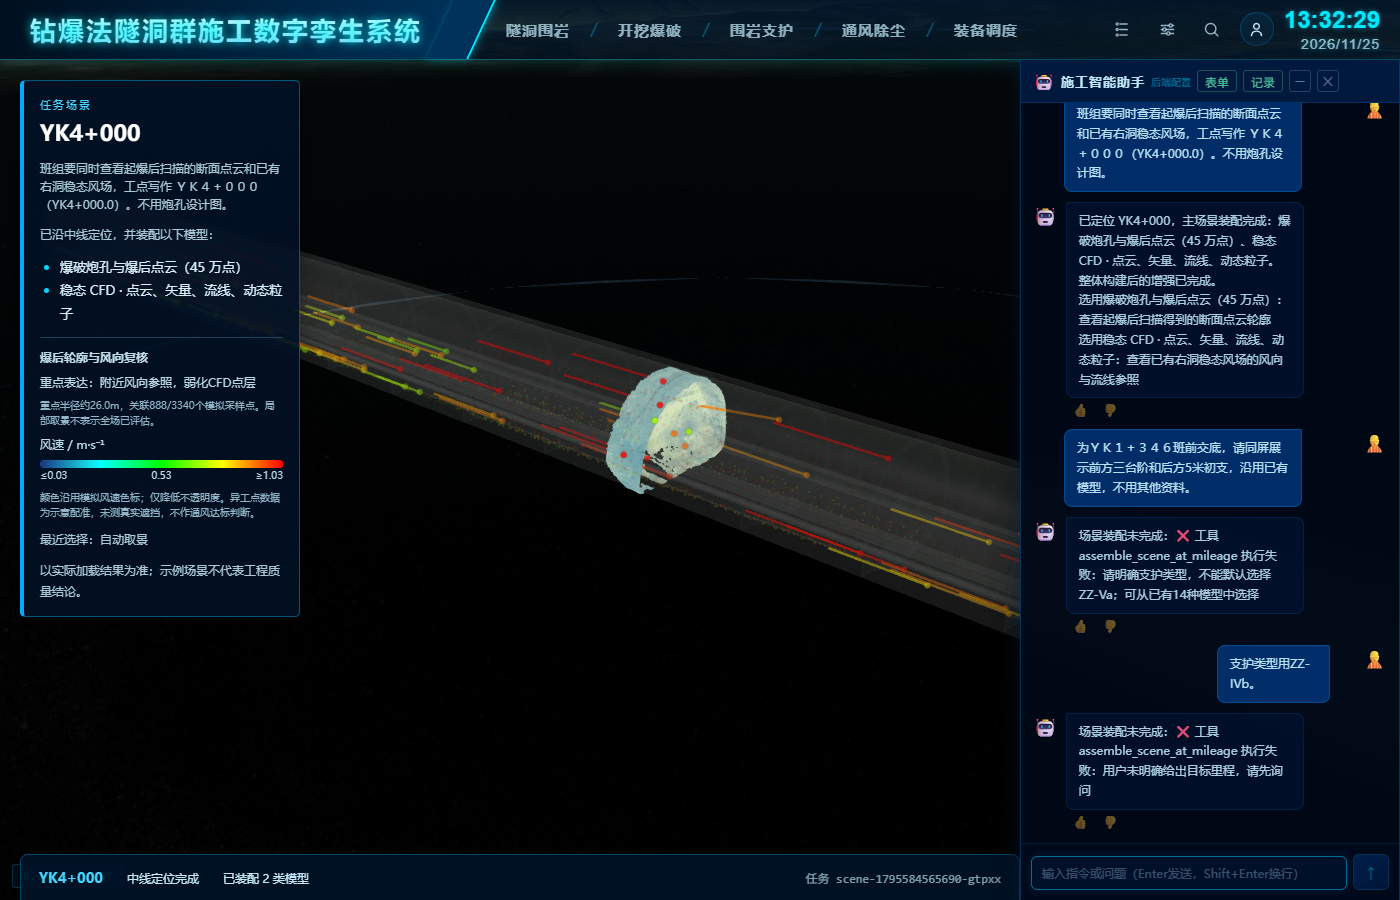 钻爆法隧洞群施工数字孪生系统
隧洞围岩 / 开挖爆破 / 围岩支护 / 通风除尘 / 装备调度
13:32:29
2026/11/25
任务场景
YK4+000
班组要同时查看起爆后扫描的断面点云和已有
右洞稳态风场，工点写作 ＹＫ４＋０００
（YK4+000.0）。不用炮孔设计图。
已沿中线定位，并装配以下模型：
• 爆破炮孔与爆后点云（45 万点）
• 稳态 CFD · 点云、矢量、流线、动态粒
子
爆后轮廓与风向复核
重点表达：附近风向参照，弱化CFD点层
重点半径约26.0m，关联888/3340个模拟采样点。局
部取景不表示全场已评估。
风速 / m·s⁻¹
≤0.03 0.53 ≥1.03
颜色沿用模拟风速色标；仅降低不透明度。异工点数据
为示意配准，未测真实遮挡，不作通风达标判断。
最近选择：自动取景
以实际加载结果为准；示例场景不代表工程质
量结论。
YK4+000 中线定位完成 已装配 2 类模型
任务 scene-1795584565690-gtpxx
施工智能助手 后端配置 表单 记录
班组要同时查看起爆后扫描的断面点云
和已有右洞稳态风场，工点写作 ＹＫ４
＋０００（YK4+000.0）。不用炮孔设
计图。
已定位 YK4+000，主场景装配完成：爆
破炮孔与爆后点云（45 万点）、稳态
CFD · 点云、矢量、流线、动态粒子。
整体构建后的增强已完成。
选用爆破炮孔与爆后点云（45 万点）：
查看起爆后扫描得到的断面点云轮廓
选用稳态 CFD · 点云、矢量、流线、动
态粒子：查看已有右洞稳态风场的风向
与流线参照
为ＹＫ１＋３４６班前交底，请同屏展
示前方三台阶和后方5米初支，沿用已有
模型，不用其他资料。
场景装配未完成：❌ 工具
assemble_scene_at_mileage 执行失
败：请明确支护类型，不能默认选择
ZZ-Va；可从已有14种模型中选择
支护类型用ZZ-
IVb。
场景装配未完成：❌ 工具
assemble_scene_at_mileage 执行失
败：用户未明确给出目标里程，请先询
问
输入指令或问题（Enter发送，Shift+Enter换行）